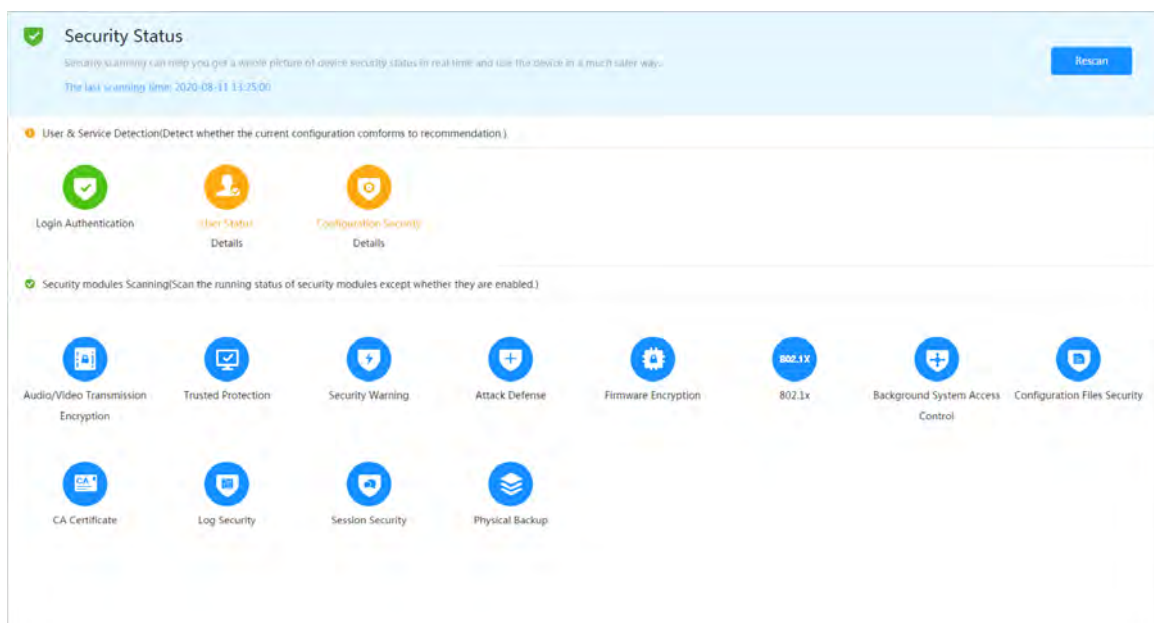 Security Status
Security scanning can help you get a whole picture of device security status in real-time and use the device in a much safer way.
The last scanning time: 2020-08-11 13:25:00
Rescan
User & Service Detection(Detect whether the current configuration comforms to recommendation.)
Login Authentication
User Status
Configuration Security
Details
Details
Security modules Scanning(Scan the running status of security modules except whether they are enabled.)
802.1X
Audio/Video Transmission Encryption
Trusted Protection
Security Warning
Attack Defense
Firmware Encryption
802.1x
Background System Access Control
Configuration Files Security
CA
CA Certificate
Log Security
Session Security
Physical Backup